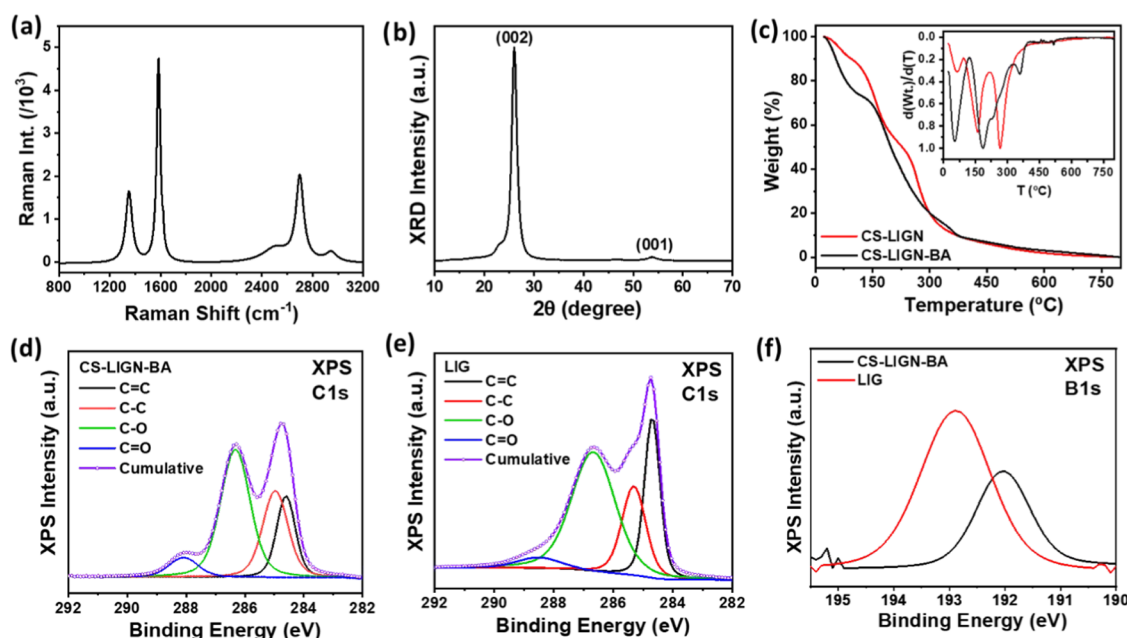 (a)
5
4
3
2
1
0
Raman Int. (/10³)
800 1200 1600 2000 2400 2800 3200
Raman Shift (cm⁻¹)
(b)
(002)
(001)
XRD Intensity (a.u.)
10 20 30 40 50 60 70
2θ (degree)
(c)
100
80
60
40
20
0
Weight (%)
0 150 300 450 600 750
Temperature (ºC)
CS-LIGN
CS-LIGN-BA
0.0
0.2
0.4
0.6
0.8
1.0
d(Wt.)/d(T)
0 150 300 450 600 750
T (ºC)
(d)
CS-LIGN-BA
C=C
C-C
C-O
C=O
Cumulative
XPS
C1s
XPS Intensity (a.u.)
292 290 288 286 284 282
Binding Energy (eV)
(e)
LIG
C=C
C-C
C-O
C=O
Cumulative
XPS
C1s
XPS Intensity (a.u.)
292 290 288 286 284 282
Binding Energy (eV)
(f)
CS-LIGN-BA
LIG
XPS
B1s
XPS Intensity (a.u.)
195 194 193 192 191 190
Binding Energy (eV)